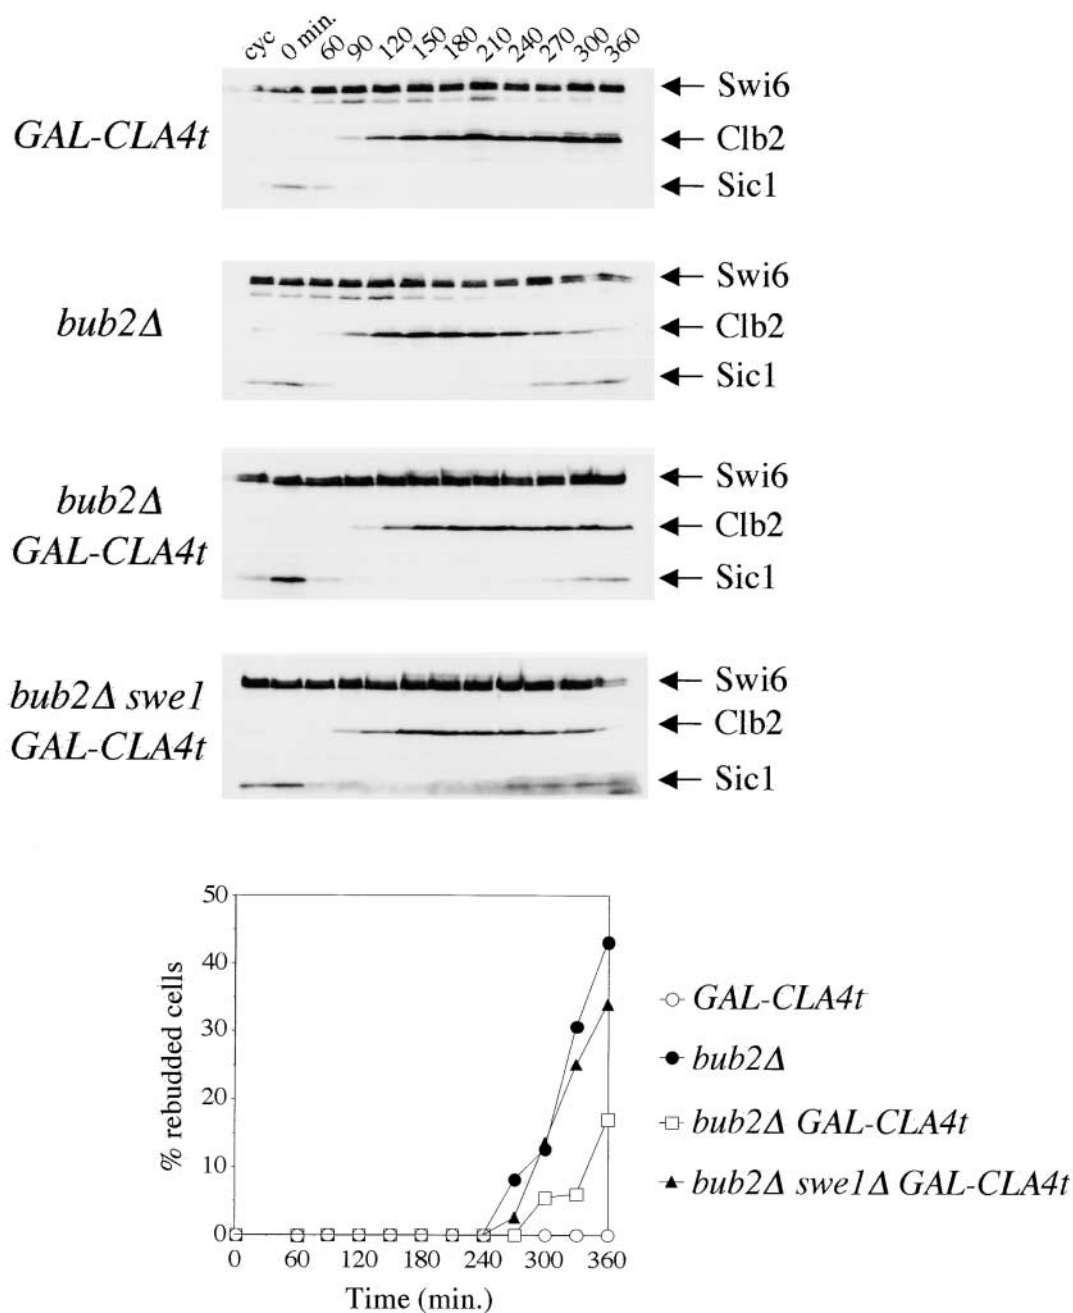 cyc 0 min. 60 90 120 150 180 210 240 270 300 360
GAL-CLA4t
Swi6
Clb2
Sic1
bub2Δ
Swi6
Clb2
Sic1
bub2Δ
GAL-CLA4t
Swi6
Clb2
Sic1
bub2Δ swe1
GAL-CLA4t
Swi6
Clb2
Sic1
% rebudded cells
50
40
30
20
10
0
0 60 120 180 240 300 360
Time (min.)
GAL-CLA4t
bub2Δ
bub2Δ GAL-CLA4t
bub2Δ swe1Δ GAL-CLA4t